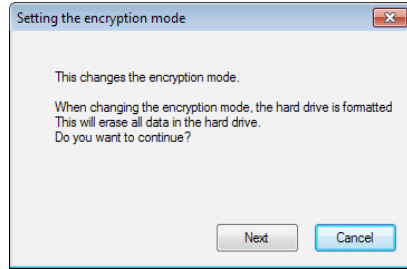 Setting the encryption mode
This changes the encryption mode.
When changing the encryption mode, the hard drive is formatted
This will erase all data in the hard drive.
Do you want to continue?
Next
Cancel